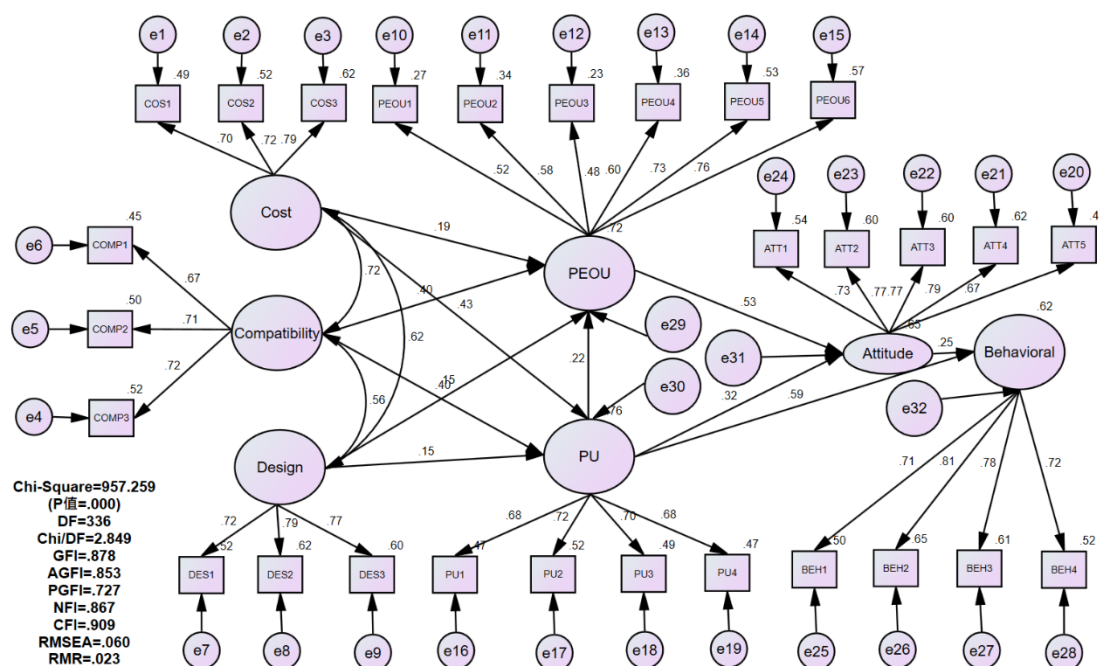 e1 e2 e3 e10 e11 e12 e13 e14 e15
.49 .52 .62 .27 .34 .23 .36 .53 .57
COS1 COS2 COS3 PEOU1 PEOU2 PEOU3 PEOU4 PEOU5 PEOU6
.70 .72 .79 .52 .58 .48 .60 .73 .76
e24 e23 e22 e21 e20
.54 .60 .60 .62 .4
ATT1 ATT2 ATT3 ATT4 ATT5
.73 .77 .77 .79 .67
Cost
.19
.72
PEOU
e6
.45
COMP1
.67
.72
.40
.43
.53
.62
e5
.50
COMP2
.71
Compatibility
.62
.22
e29
e31
.65
Attitude
.25
Behavioral
.72
.15
.40
e30
.32
.59
e32
e4
.52
COMP3
.56
.76
Design
.15
PU
.71 .81 .78 .72
Chi-Square=957.259
(P值=.000)
DF=336
Chi/DF=2.849
GFI=.878
AGFI=.853
PGFI=.727
NFI=.867
CFI=.909
RMSEA=.060
RMR=.023
.72 .79 .77 .68 .72 .70 .68
.52 .62 .60 .47 .52 .49 .47 .50 .65 .61 .52
DES1 DES2 DES3 PU1 PU2 PU3 PU4 BEH1 BEH2 BEH3 BEH4
e7 e8 e9 e16 e17 e18 e19 e25 e26 e27 e28